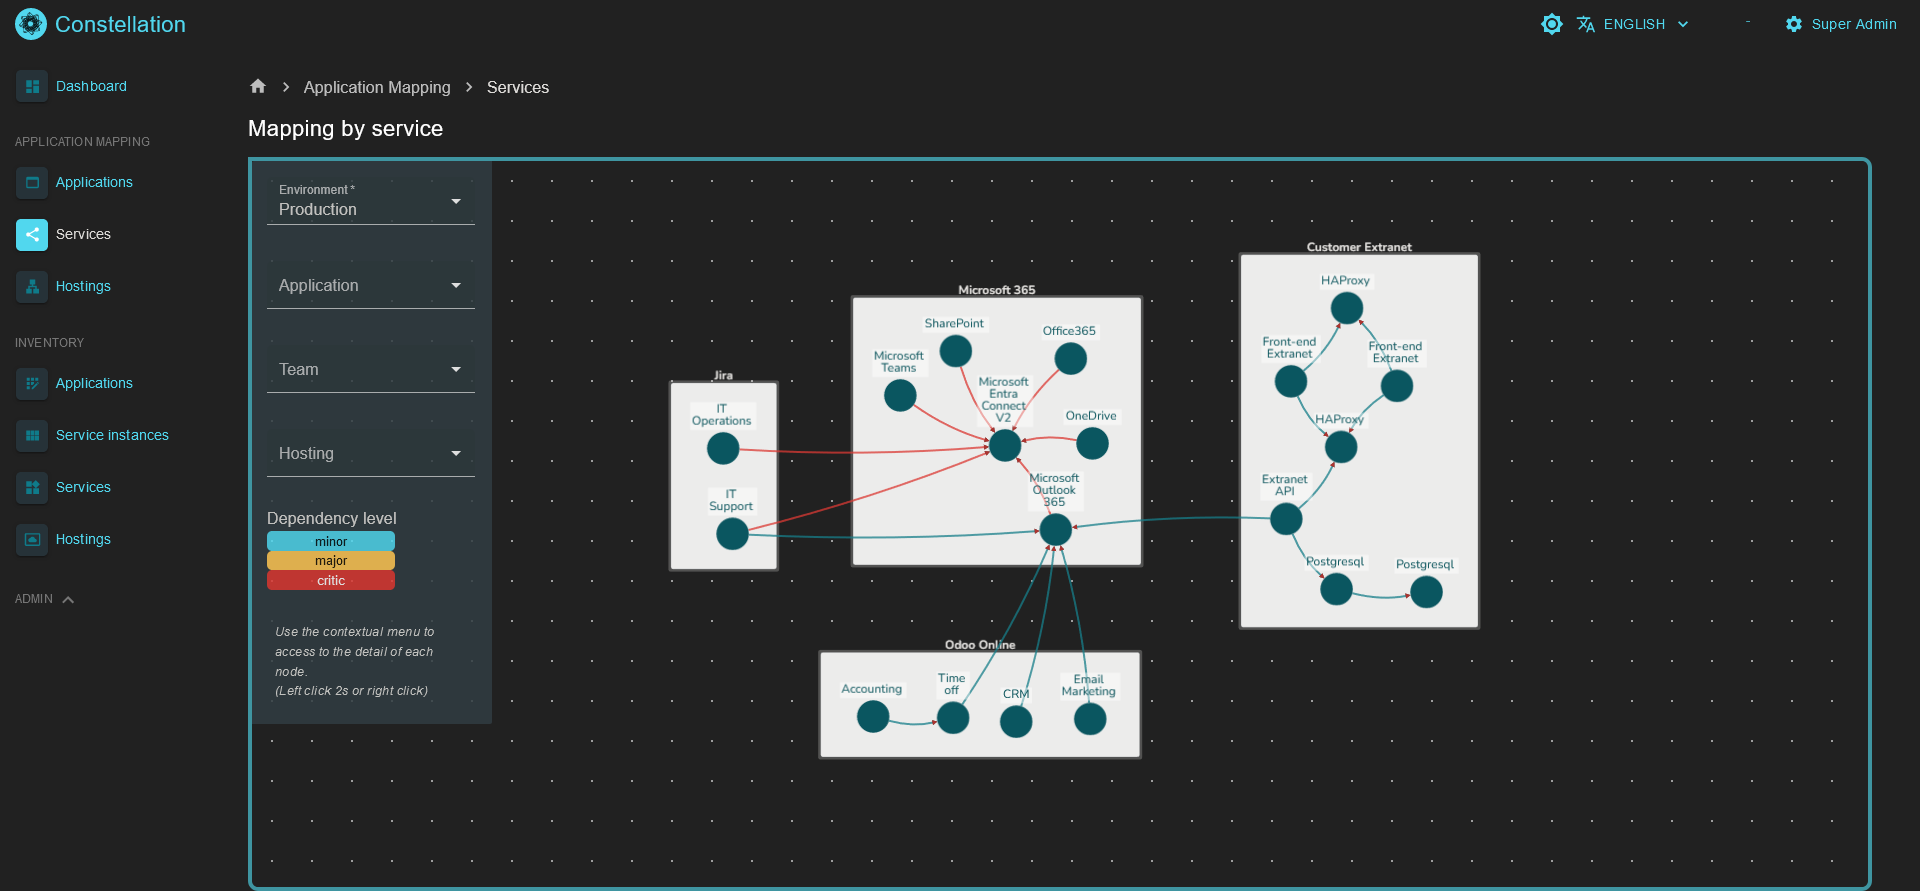 Constellation
ENGLISH
-
Super Admin
Dashboard
APPLICATION MAPPING
Applications
Services
Hostings
INVENTORY
Applications
Service instances
Services
Hostings
ADMIN
Application Mapping
Services
Mapping by service
Environment *
Production
Application
Team
Hosting
Dependency level
minor
major
critic
Use the contextual menu to
access to the detail of each
node.
(Left click 2s or right click)
Jira
IT
Operations
IT
Support
Microsoft 365
SharePoint
Office365
Microsoft
Teams
Microsoft
Entra
Connect
V2
OneDrive
Microsoft
Outlook
365
Odoo Online
Accounting
Time
off
CRM
Email
Marketing
Customer Extranet
HAProxy
Front-end
Extranet
Front-end
Extranet
HAProxy
Extranet
API
Postgresql
Postgresql